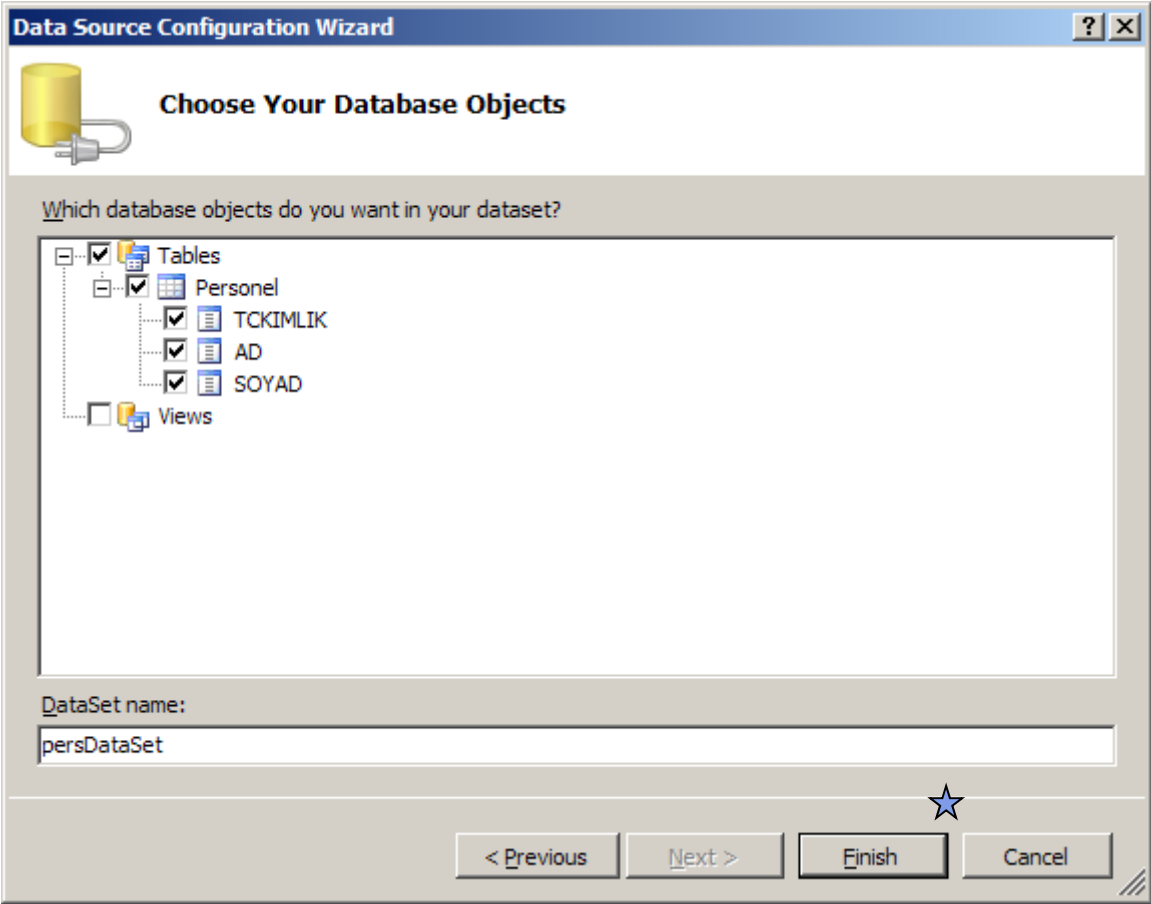 Data Source Configuration Wizard
Choose Your Database Objects
Which database objects do you want in your dataset?
Tables
Personel
TCKIMLIK
AD
SOYAD
Views
DataSet name:
persDataSet
< Previous Next > Finish Cancel